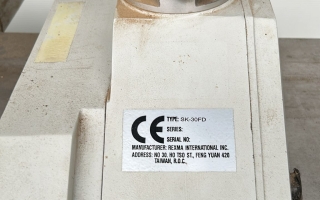 CE
TYPE: SK-30FD
SERIES:
SERIAL NO:
MANUFACTURER: REXMA INTERNATIONAL INC.
ADDRESS: NO 30. HO TSO ST., FENG YUAN 420
TAIWAN, R.O.C.